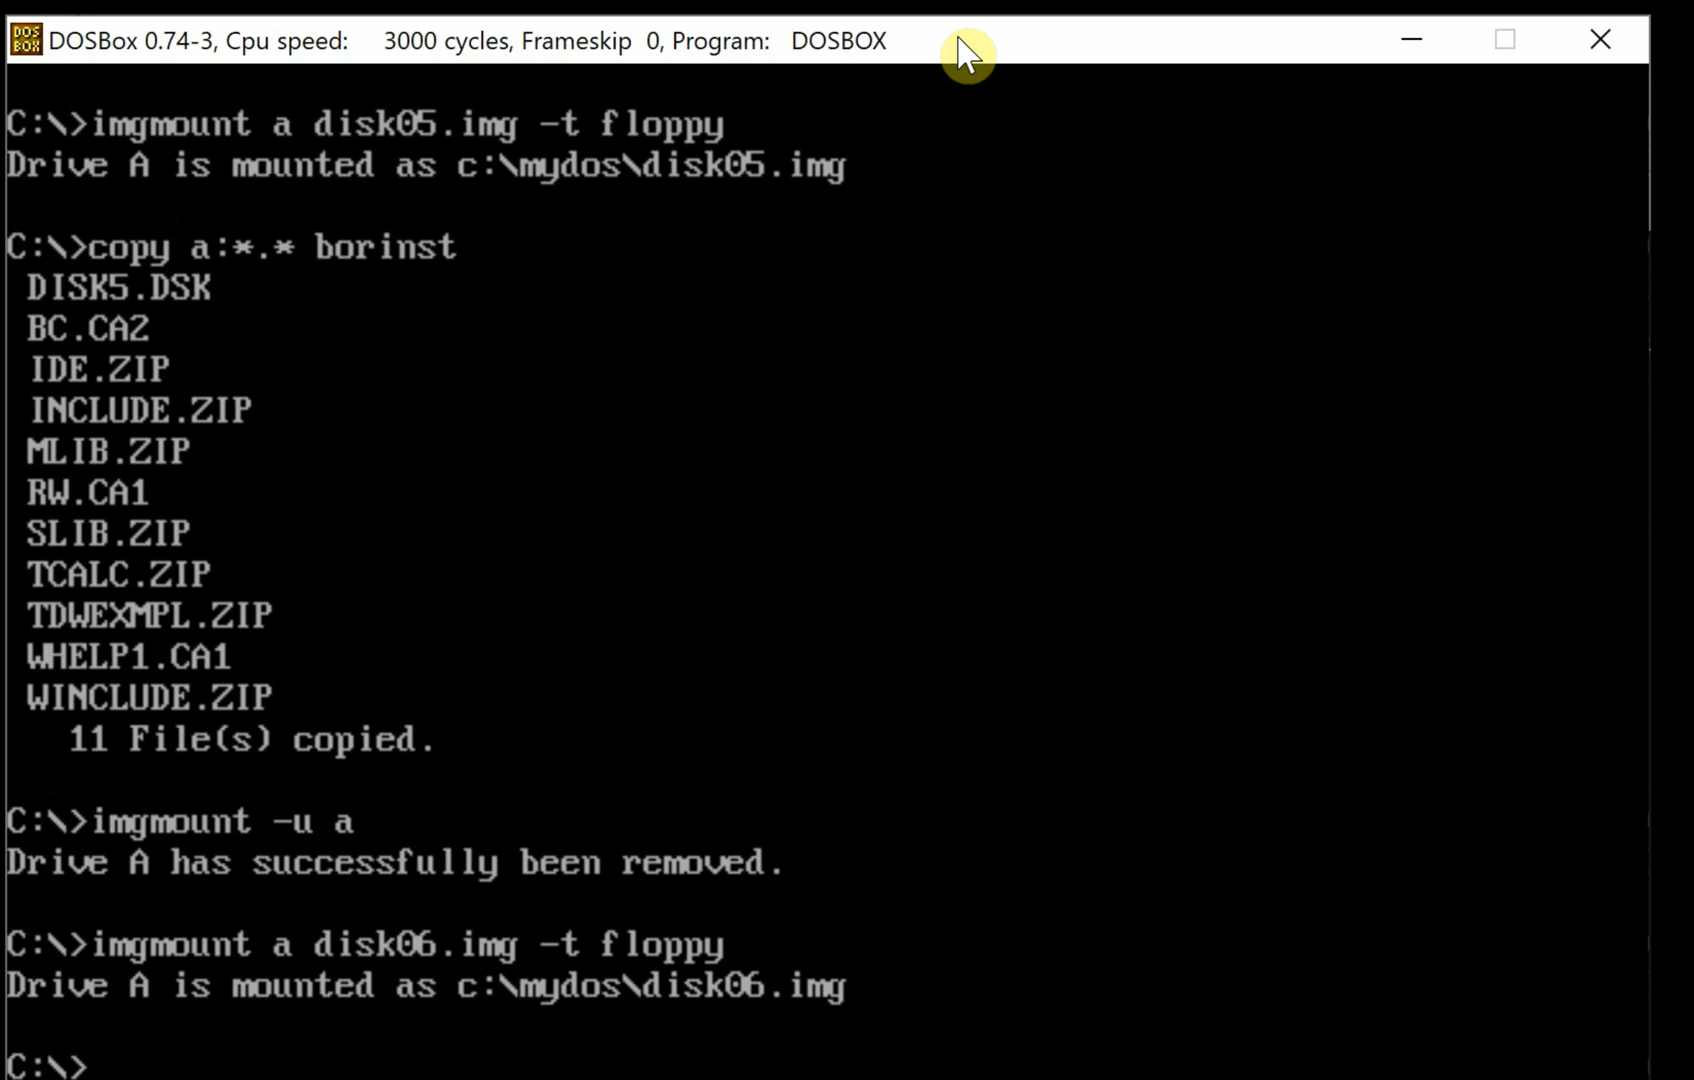 DOS BOX DOSBox 0.74-3, Cpu speed: 3000 cycles, Frameskip 0, Program: DOSBOX
C:\>imgmount a disk05.img -t floppy
Drive A is mounted as c:\mydos\disk05.img
C:\>copy a:*.* borinst
DISK5.DSK
BC.CA2
IDE.ZIP
INCLUDE.ZIP
MLIB.ZIP
RW.CA1
SLIB.ZIP
TCALC.ZIP
TDWEXMPL.ZIP
WHELP1.CA1
WINCLUDE.ZIP
11 File(s) copied.
C:\>imgmount -u a
Drive A has successfully been removed.
C:\>imgmount a disk06.img -t floppy
Drive A is mounted as c:\mydos\disk06.img
C:\>